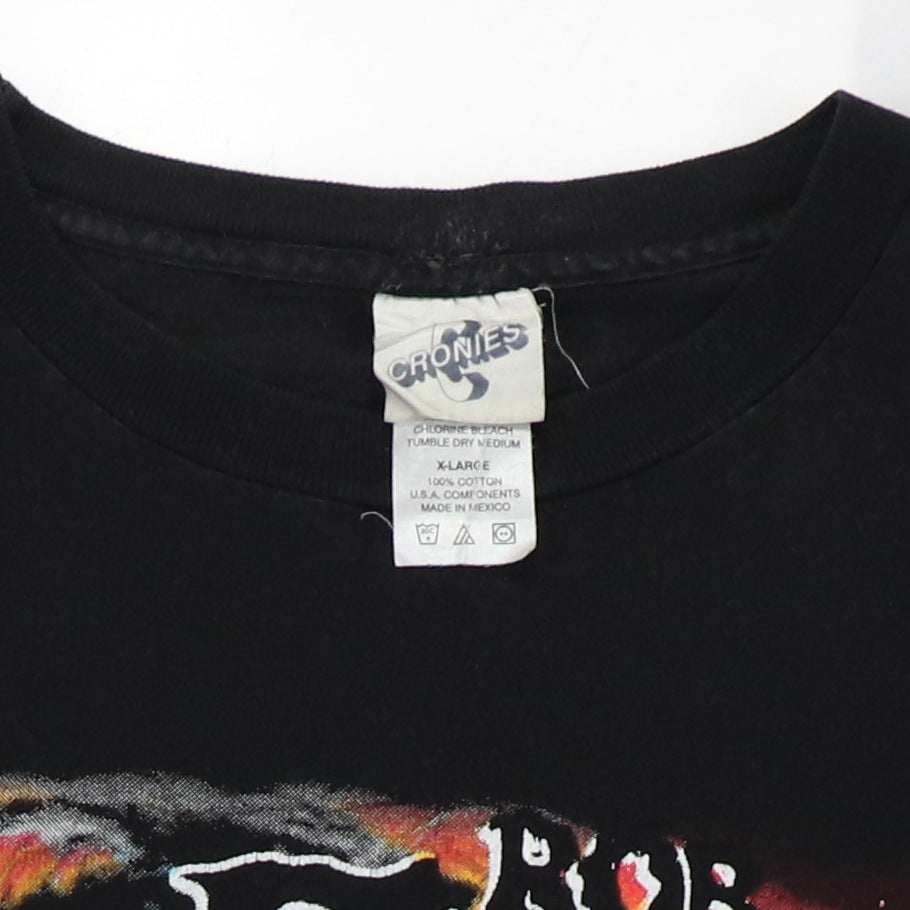 CRONIES
CHLORINE BLEACH
TUMBLE DRY MEDIUM
X-LARGE
100% COTTON
U.S.A. COMPONENTS
MADE IN MEXICO